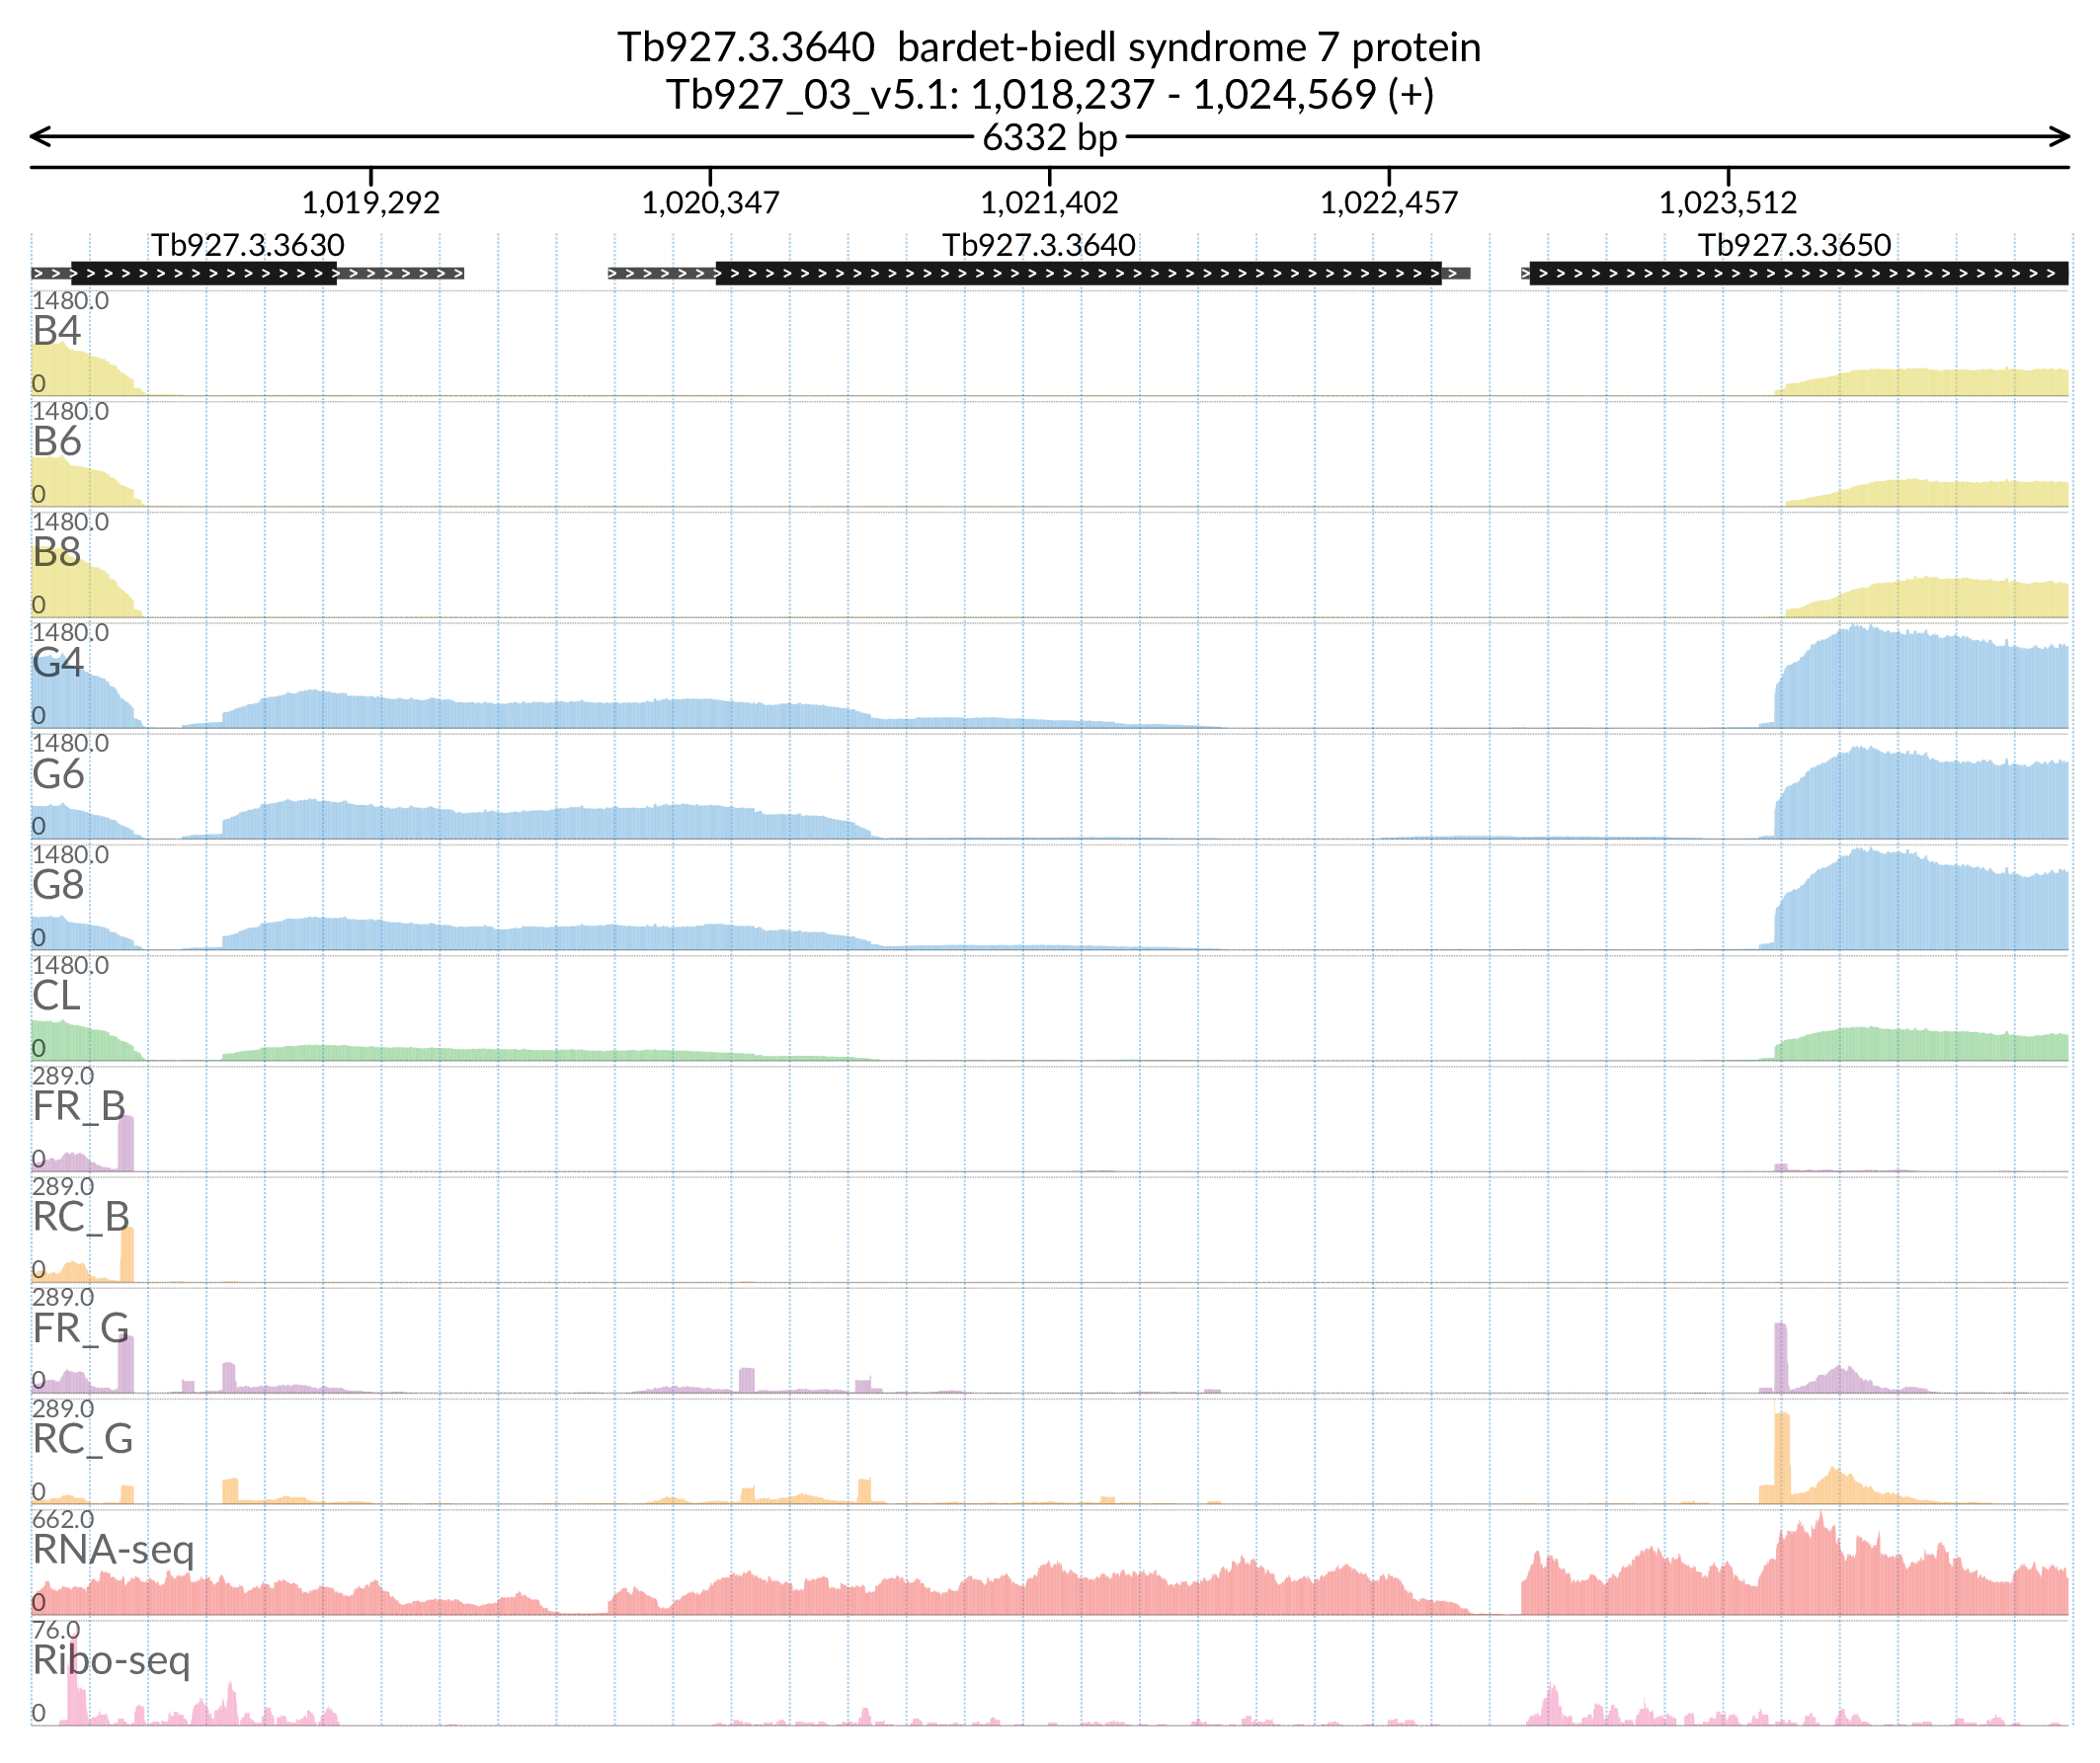 Tb927.3.3640 bardet-biedl syndrome 7 protein
Tb927_03_v5.1: 1,018,237 - 1,024,569 (+)
6332 bp
1,019,292 1,020,347 1,021,402 1,022,457 1,023,512
Tb927.3.3630 Tb927.3.3640 Tb927.3.3650
1480.0
B4
0
1480.0
B6
0
1480.0
B8
0
1480.0
G4
0
1480.0
G6
0
1480.0
G8
0
1480.0
CL
0
289.0
FR_B
0
289.0
RC_B
0
289.0
FR_G
0
289.0
RC_G
0
662.0
RNA-seq
0
76.0
Ribo-seq
0